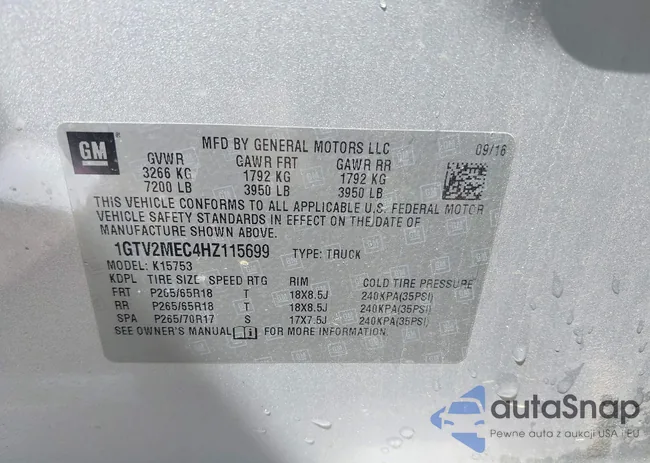 GM
MFD BY GENERAL MOTORS LLC 09/16
GVWR GAWR FRT GAWR RR
3266 KG 1792 KG 1792 KG
7200 LB 3950 LB 3950 LB
THIS VEHICLE CONFORMS TO ALL APPLICABLE U.S. FEDERAL MOTOR
VEHICLE SAFETY STANDARDS IN EFFECT ON THE DATE OF
MANUFACTURE SHOWN ABOVE.
1GTV2MEC4HZ115699 TYPE: TRUCK
MODEL: K15753
KDPL TIRE SIZE SPEED RTG RIM COLD TIRE PRESSURE
FRT P265/65R18 T 18X8.5J 240KPA(35PSI)
RR P265/65R18 T 18X8.5J 240KPA(35PSI)
SPA P265/70R17 S 17X7.5J 240KPA(35PSI)
SEE OWNER'S MANUAL FOR MORE INFORMATION.
autaSnap
Pewne auta z aukcji USA i EU